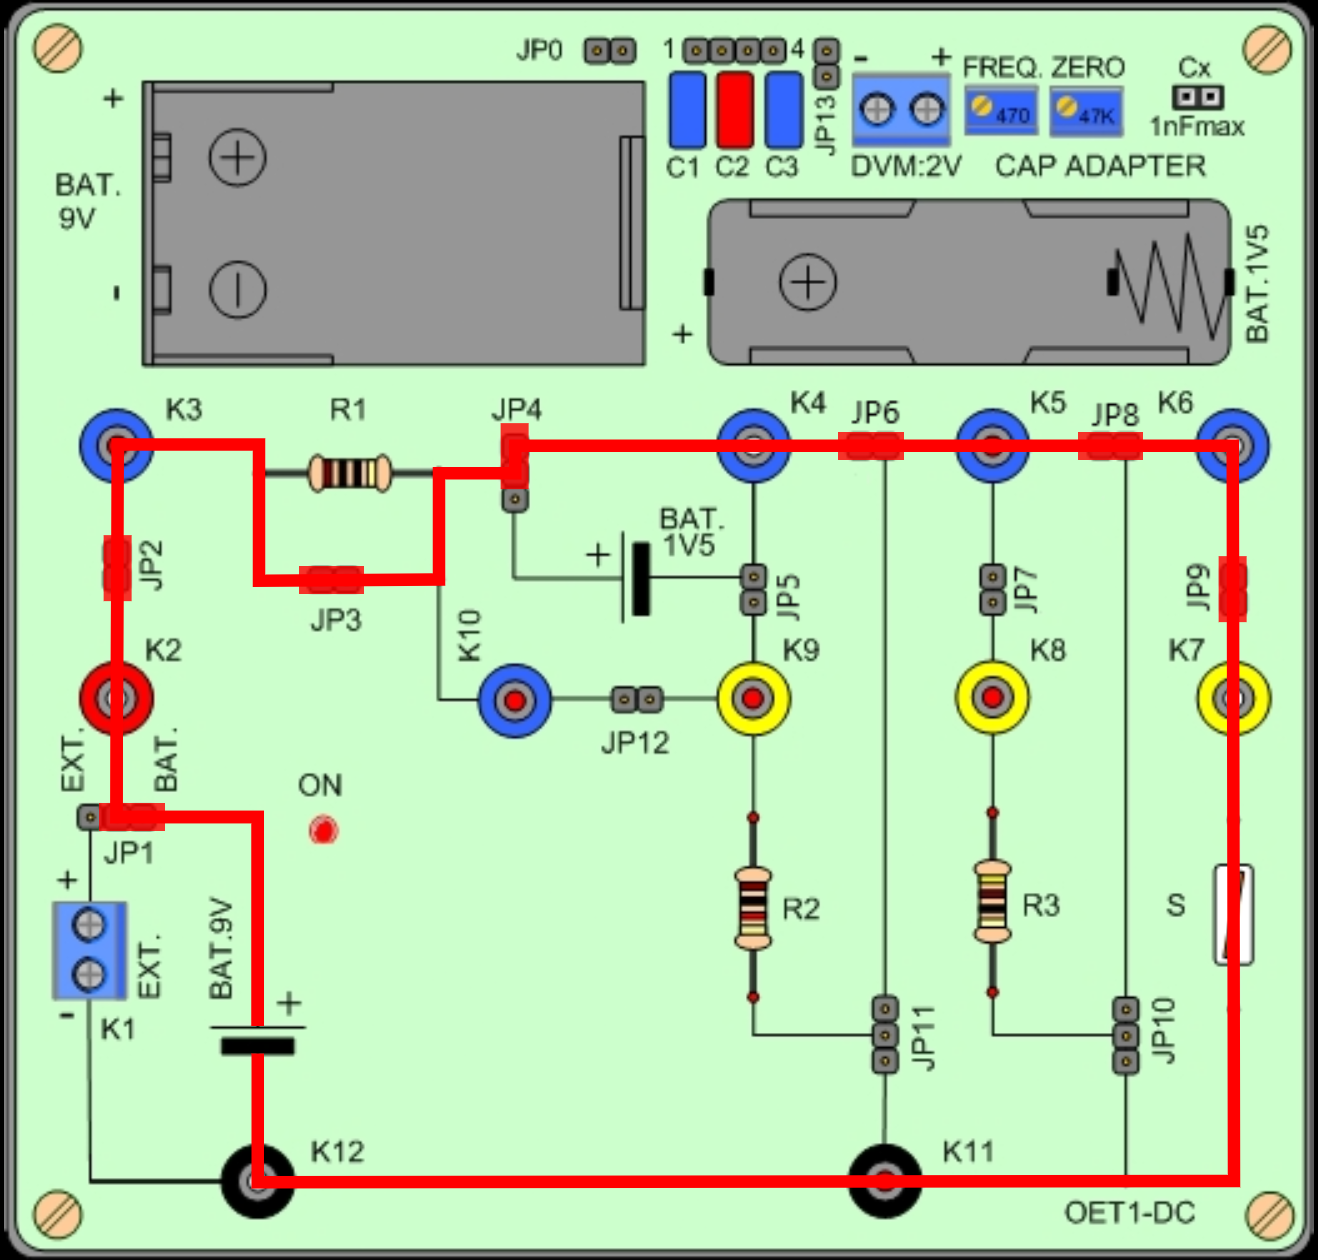 JP0
1
4
JP13
-
+
FREQ.
ZERO
Cx
470
47K
1nFmax
C1
C2
C3
DVM:2V
CAP ADAPTER
+
BAT.
9V
-
+
BAT.1V5
K3
R1
JP4
K4
JP6
K5
JP8
K6
JP2
JP3
+
BAT.
1V5
JP5
JP7
JP9
K2
K10
K9
K8
K7
JP12
EXT.
BAT.
ON
JP1
+
EXT.
-
K1
BAT.9V
+
R2
R3
S
JP11
JP10
K12
K11
OET1-DC